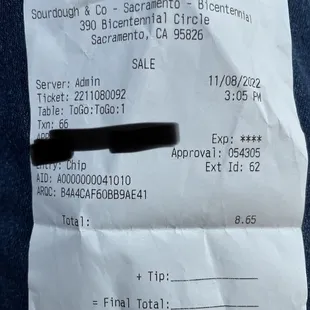 Sourdough & Co - Sacramento - Bicentennial
390 Bicentennial Circle
Sacramento, CA 95826
SALE
Server: Admin 11/08/2022
Ticket: 2211080092 3:05 PM
Table: ToGo:ToGo:1
Txn: 66
Exp: ****
Approval: 054305
Entry: Chip Ext Id: 62
AID: A0000000041010
ARQC: B4A4CAF60BB9AE41
Total: 8.65
+ Tip:
= Final Total: